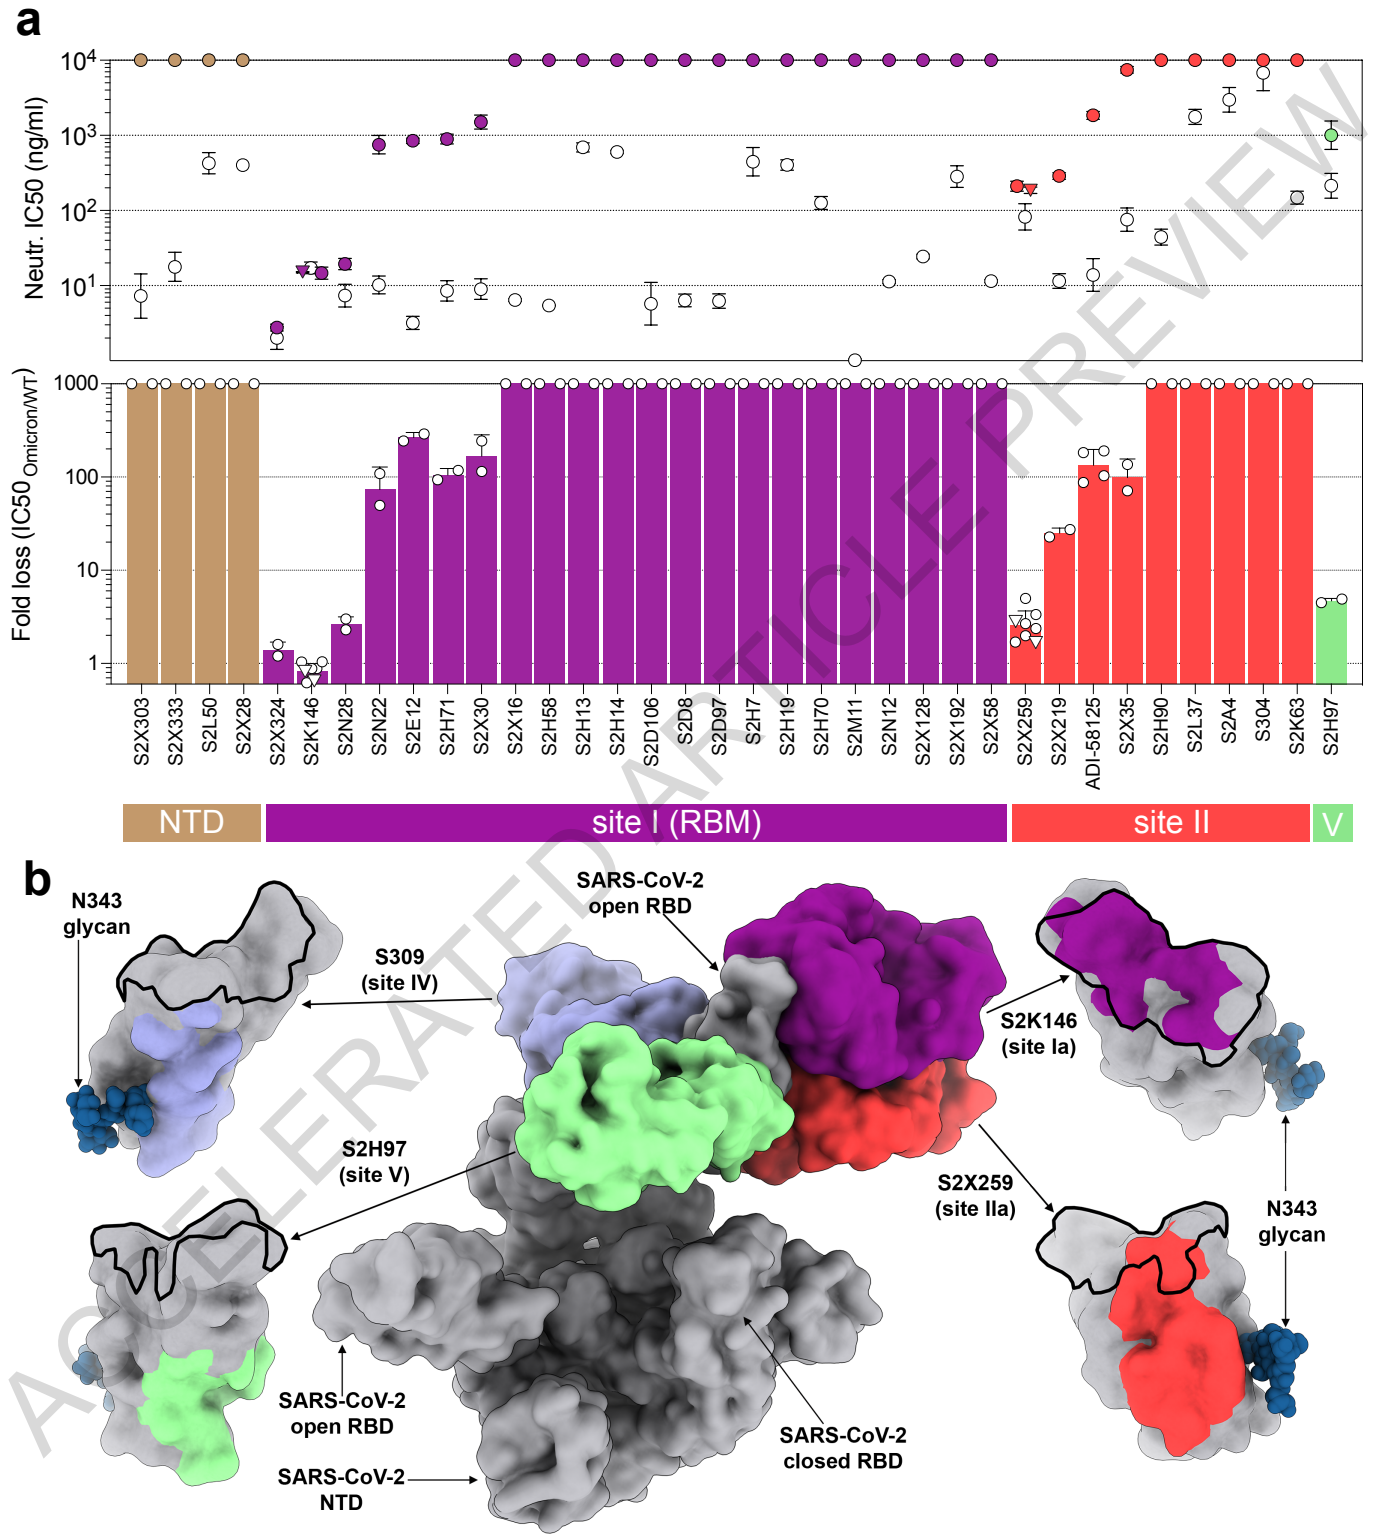 a
Neutr. IC50 (ng/ml)
10⁴
10³
10²
10¹
Fold loss (IC50Omicron/WT)
1000
100
10
1
S2X303
S2X333
S2L50
S2X28
S2X324
S2K146
S2N28
S2N22
S2E12
S2H71
S2X30
S2X16
S2H58
S2H13
S2H14
S2D106
S2D8
S2D97
S2H7
S2H19
S2H70
S2M11
S2N12
S2X128
S2X192
S2X58
S2X259
S2X219
ADI-58125
S2X35
S2H90
S2L37
S2A4
S304
S2K63
S2H97
NTD
site I (RBM)
site II
V
b
N343
glycan
S309
(site IV)
SARS-CoV-2
open RBD
S2K146
(site Ia)
S2H97
(site V)
S2X259
(site IIa)
N343
glycan
SARS-CoV-2
open RBD
SARS-CoV-2
closed RBD
SARS-CoV-2
NTD
ACCELERATED ARTICLE PREVIEW